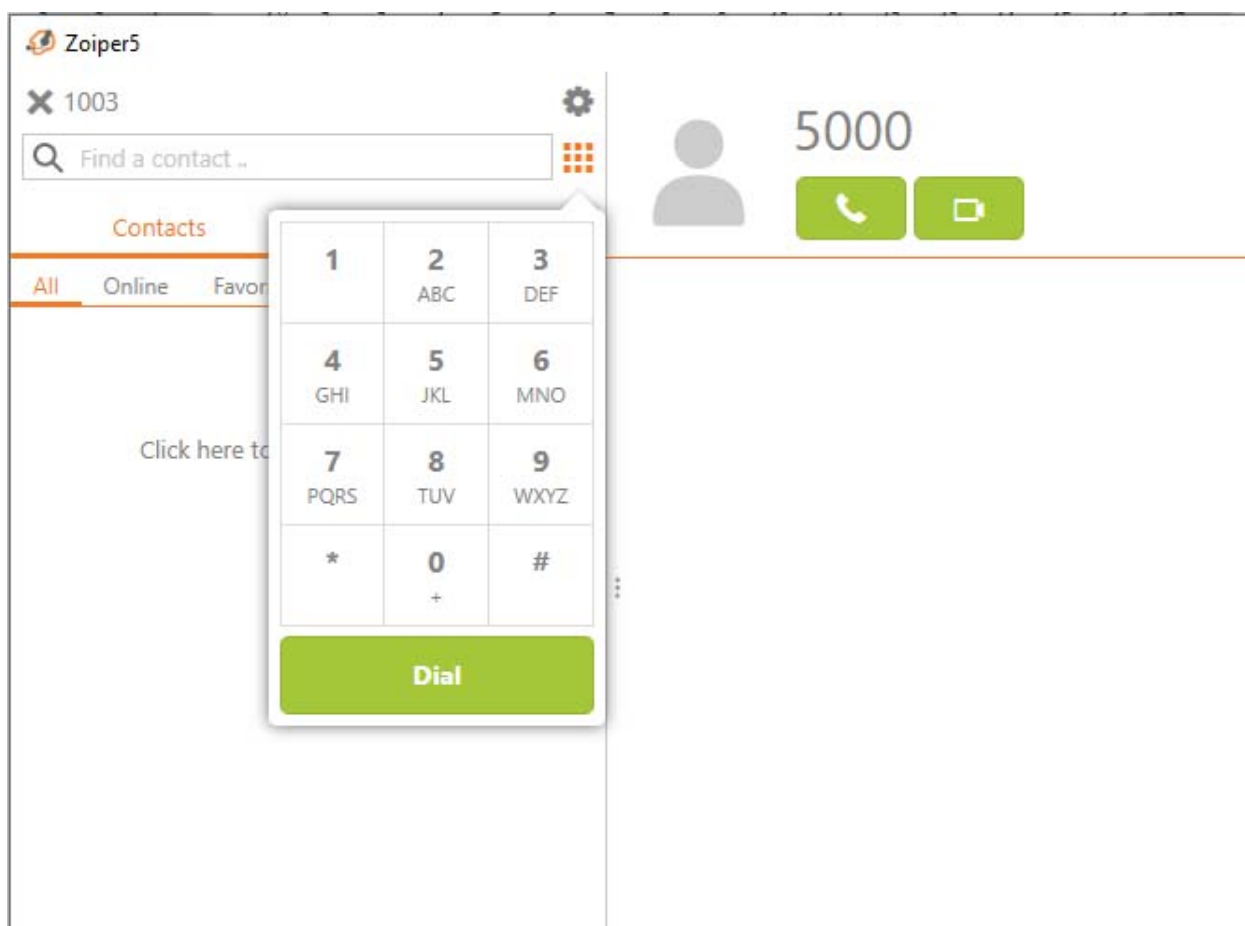 Zoiper5
1003
5000
Find a contact ..
Contacts
All Online Favor
1 2 3
ABC DEF
4 5 6
GHI JKL MNO
Click here to
7 8 9
PQRS TUV WXYZ
* 0 #
+
Dial